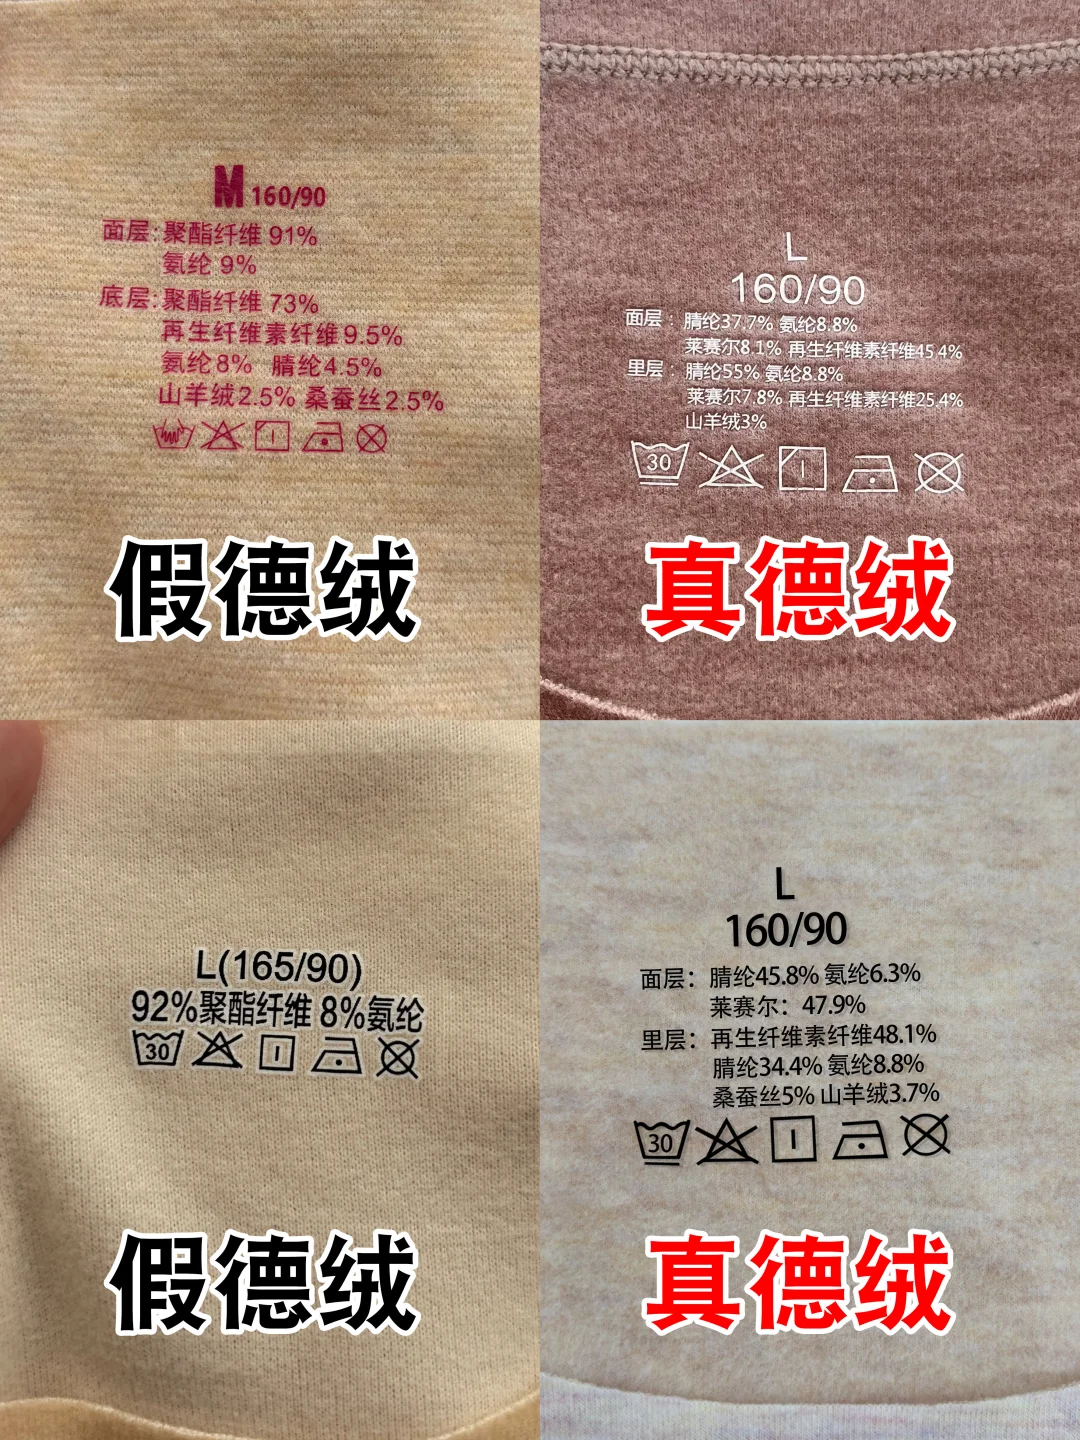 M 160/90
面层:聚酯纤维 91%
氨纶 9%
底层:聚酯纤维 73%
再生纤维素纤维9.5%
氨纶8% 腈纶4.5%
山羊绒2.5% 桑蚕丝2.5%
假德绒
L
160/90
面层: 腈纶37.7% 氨纶8.8%
莱赛尔8.1% 再生纤维素纤维45.4%
里层: 腈纶55% 氨纶8.8%
莱赛尔7.8% 再生纤维素纤维25.4%
山羊绒3%
30
真德绒
L(165/90)
92%聚酯纤维 8%氨纶
30
假德绒
L
160/90
面层: 腈纶45.8% 氨纶6.3%
莱赛尔: 47.9%
里层: 再生纤维素纤维48.1%
腈纶34.4% 氨纶8.8%
桑蚕丝5% 山羊绒3.7%
30
真德绒